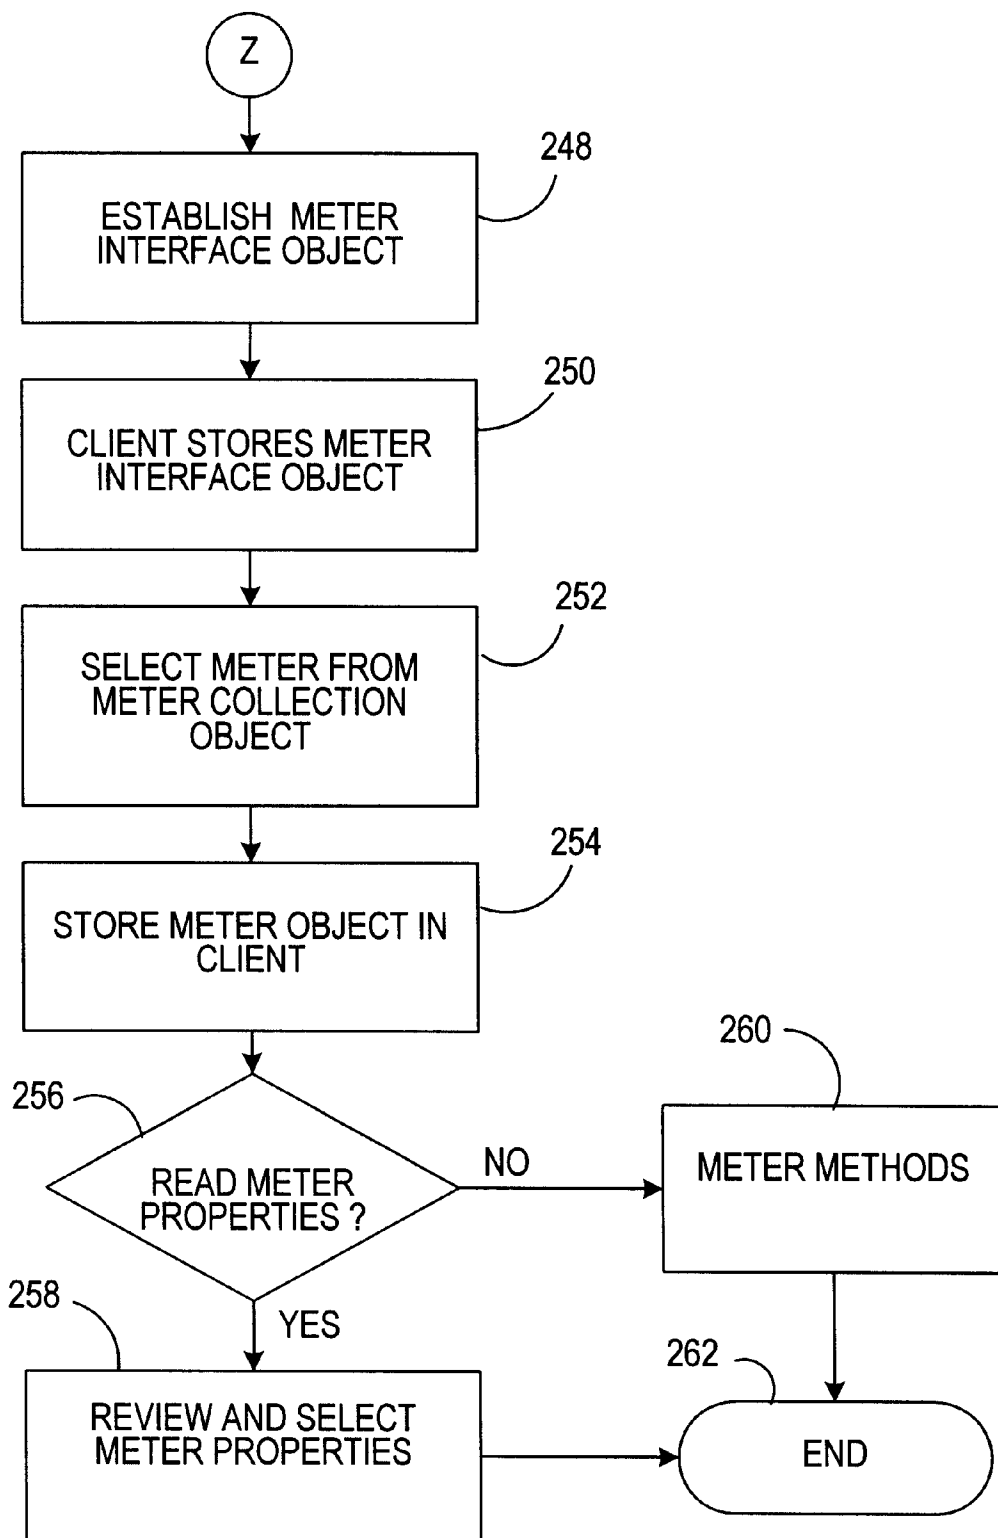 Z
248
ESTABLISH METER
INTERFACE OBJECT
250
CLIENT STORES METER
INTERFACE OBJECT
252
SELECT METER FROM
METER COLLECTION
OBJECT
254
STORE METER OBJECT IN
CLIENT
256
READ METER
PROPERTIES ?
NO
260
METER METHODS
YES
258
REVIEW AND SELECT
METER PROPERTIES
262
END